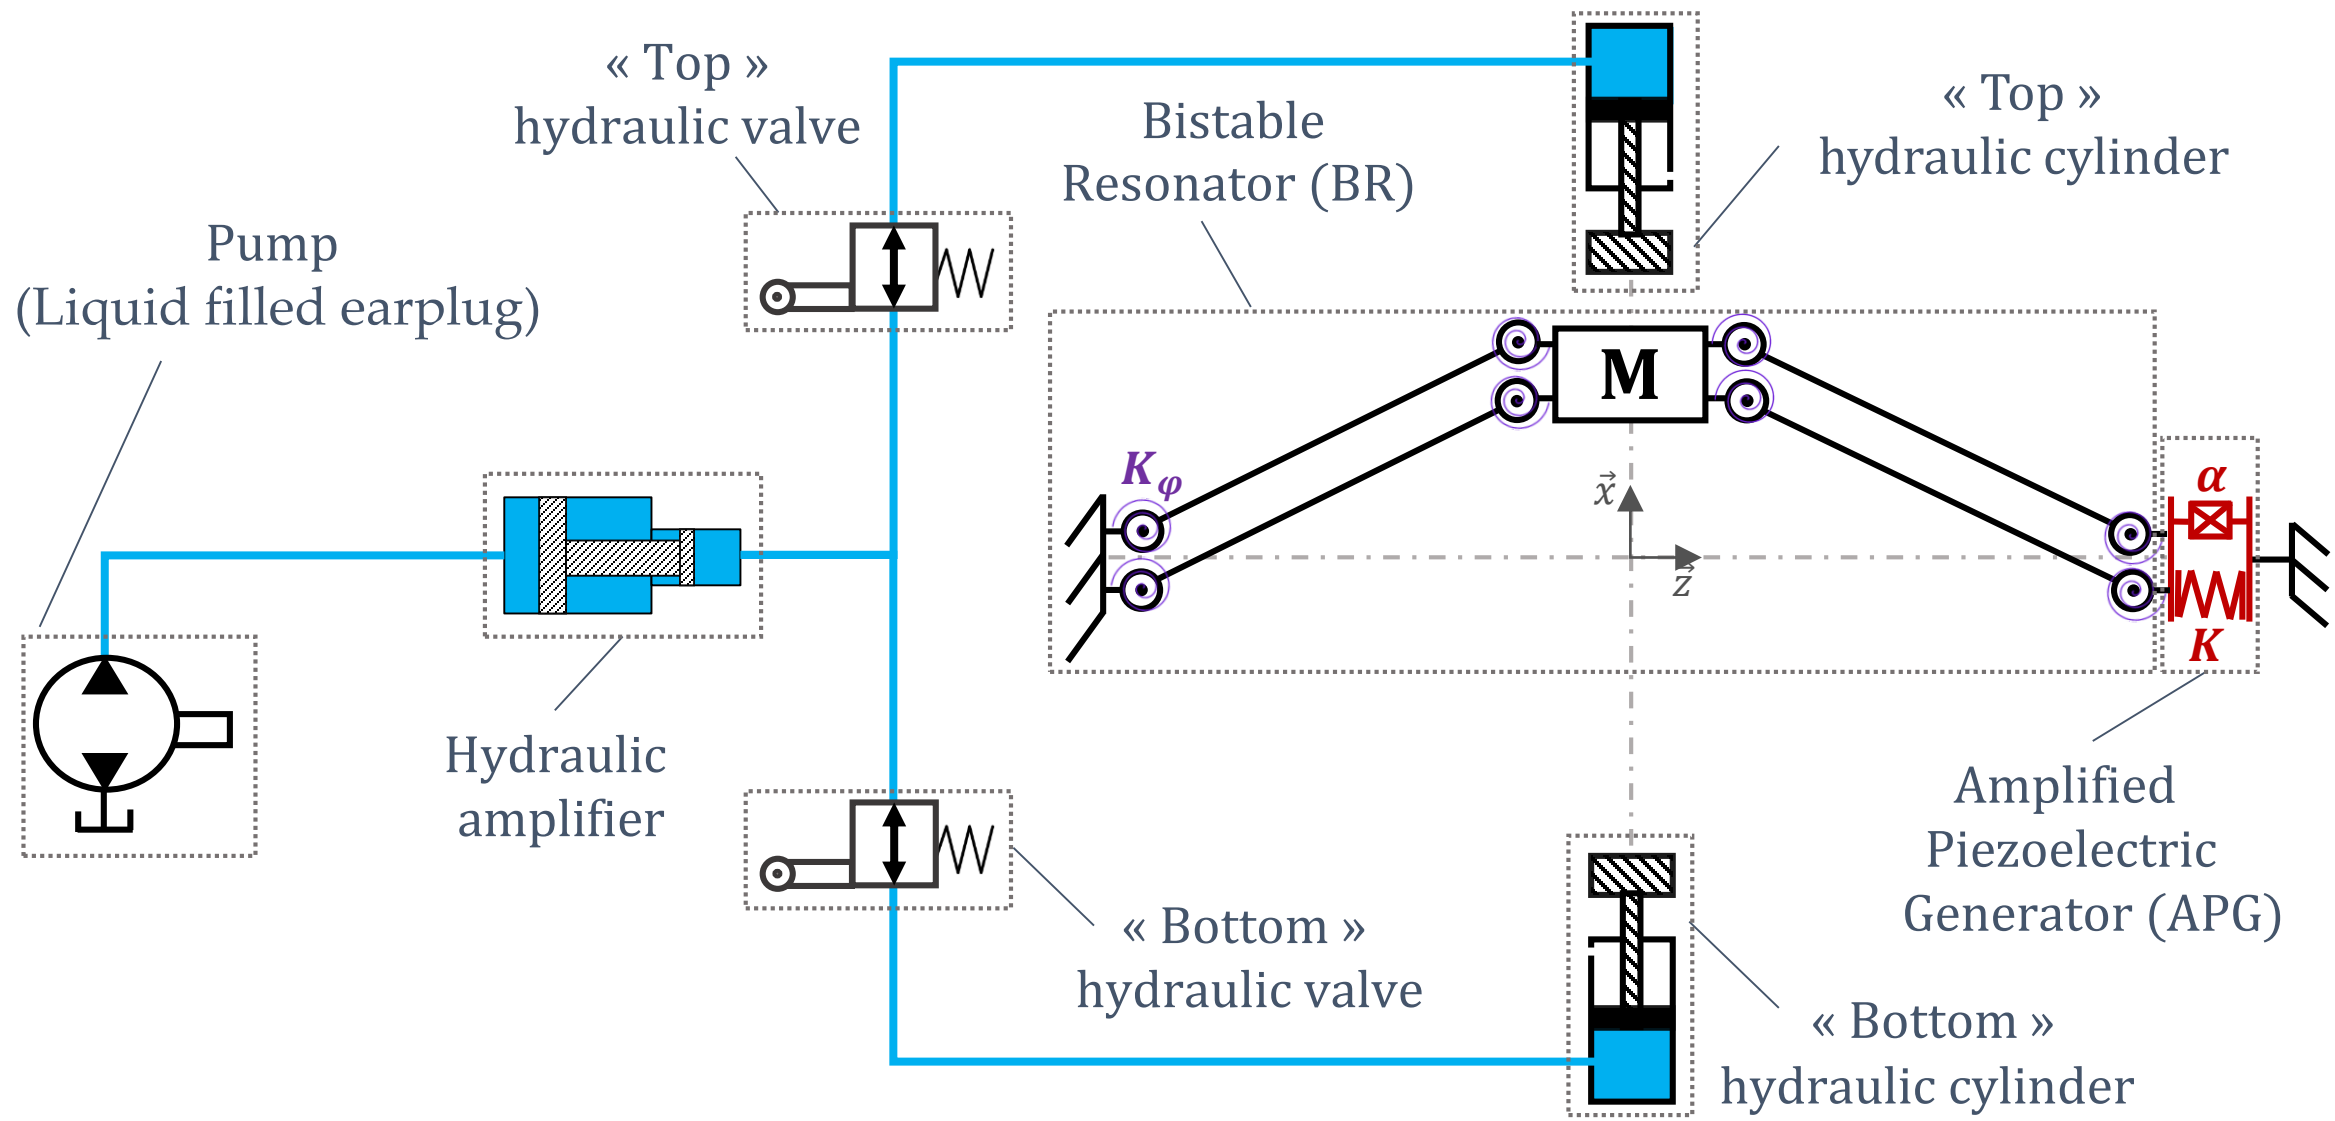 « Top »
hydraulic valve
Bistable
Resonator (BR)
« Top »
hydraulic cylinder
Pump
(Liquid filled earplug)
M
Kφ
x
z
α
K
Hydraulic
amplifier
Amplified
Piezoelectric
Generator (APG)
« Bottom »
hydraulic valve
« Bottom »
hydraulic cylinder